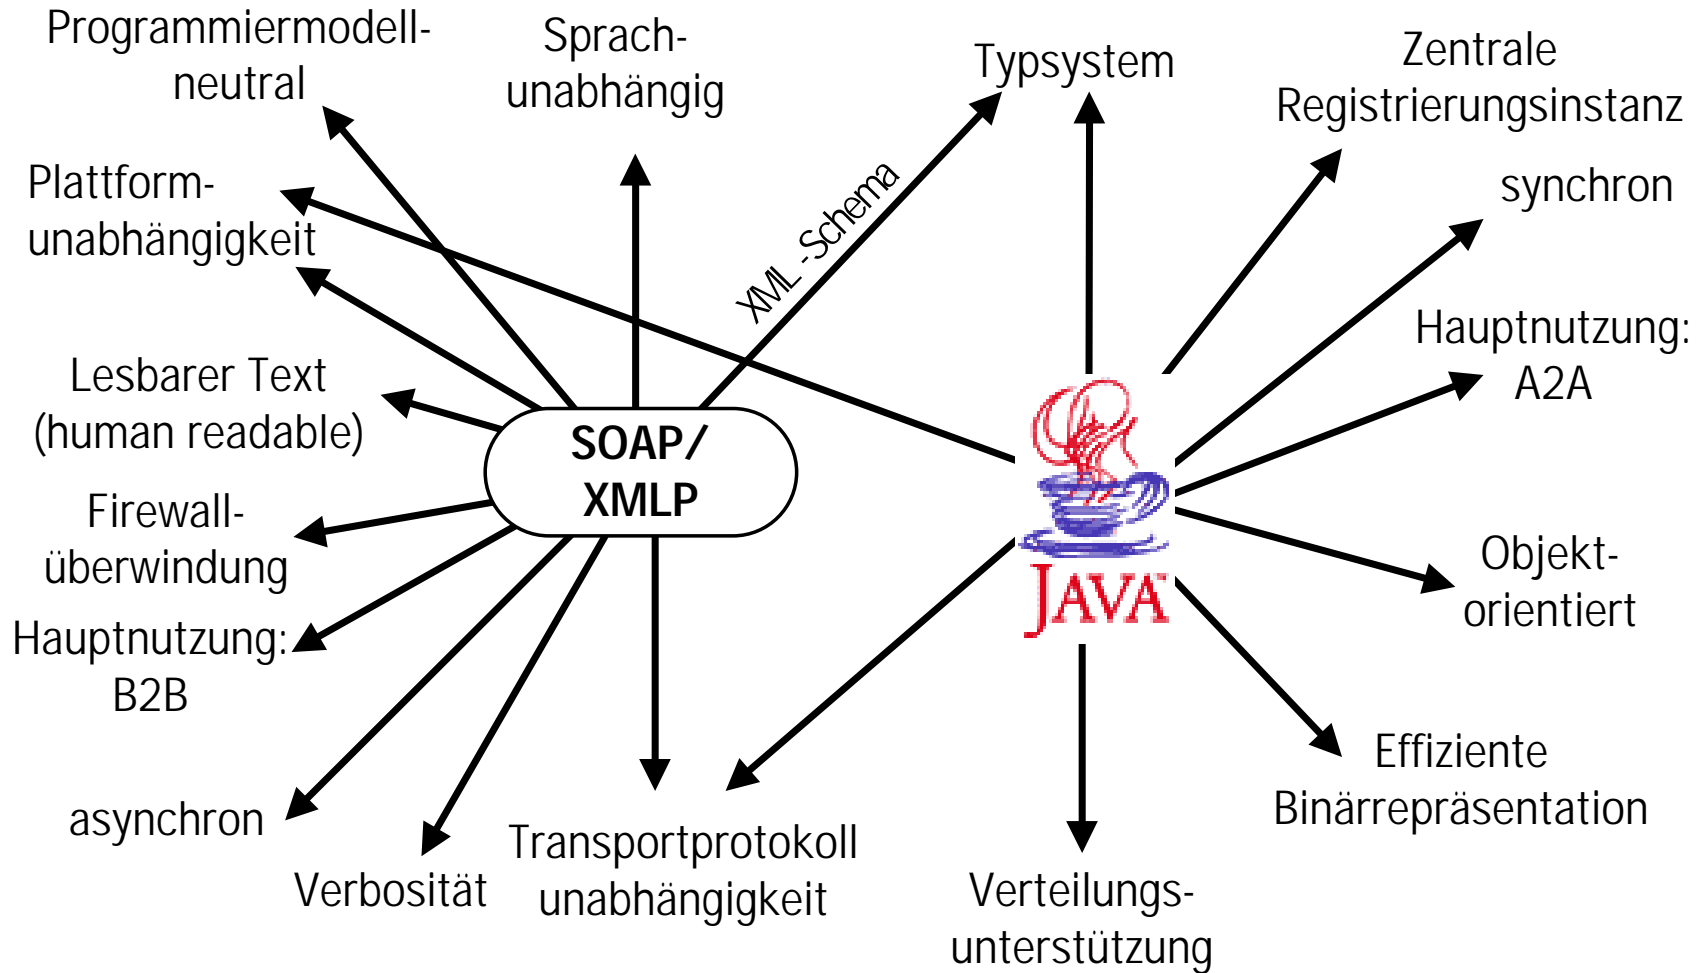 Programmiermodell-
neutral
Sprach-
unabhängig
Typsystem
Zentrale
Registrierungsinstanz
Plattform-
unabhängigkeit
synchron
XML -Schema
Hauptnutzung:
A2A
Lesbarer Text
(human readable)
SOAP/
XMLP
Firewall-
überwindung
JAVA
Objekt-
orientiert
Hauptnutzung:
B2B
Effiziente
Binärrepräsentation
asynchron
Verbosität
Transportprotokoll
unabhängigkeit
Verteilungs-
unterstützung